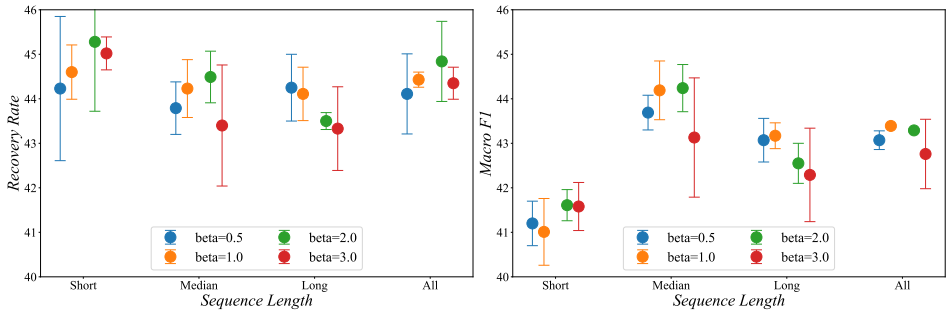 46
45
44
43
42
41
40
Recovery Rate
beta=0.5
beta=1.0
beta=2.0
beta=3.0
Short
Median
Long
All
Sequence Length
46
45
44
43
42
41
40
Macro F1
beta=0.5
beta=1.0
beta=2.0
beta=3.0
Short
Median
Long
All
Sequence Length